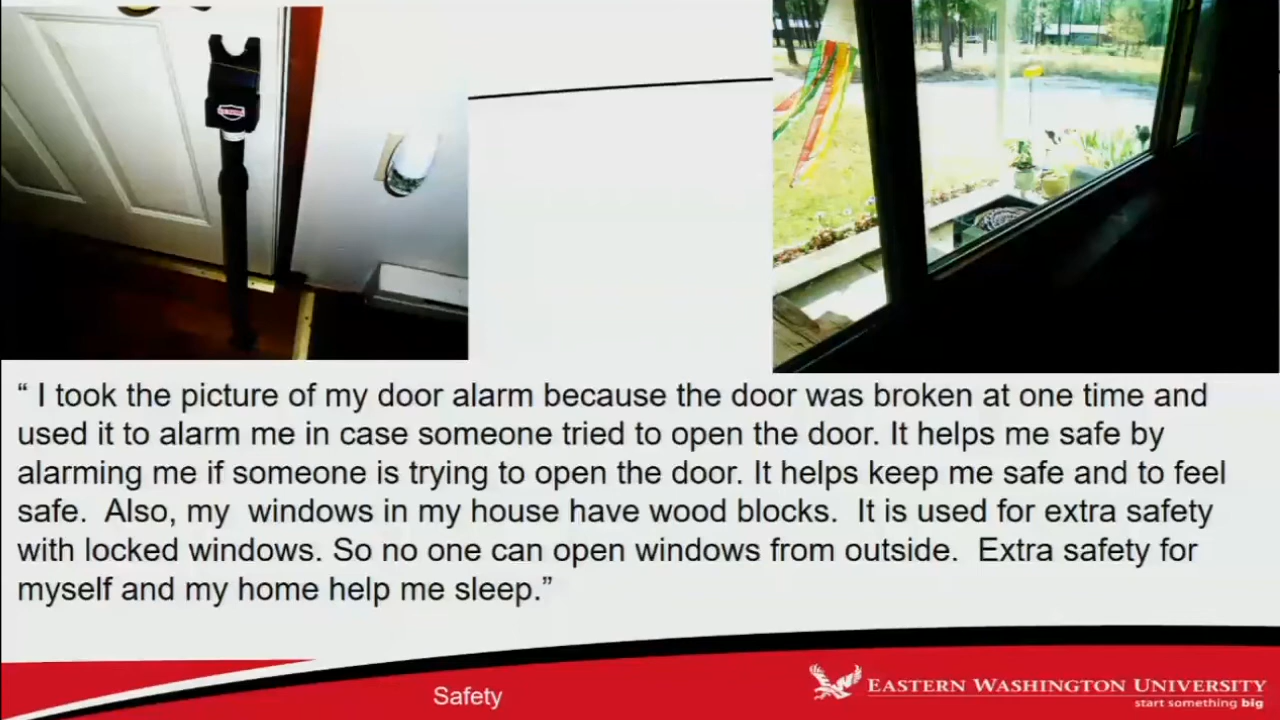 “ I took the picture of my door alarm because the door was broken at one time and
used it to alarm me in case someone tried to open the door. It helps me safe by
alarming me if someone is trying to open the door. It helps keep me safe and to feel
safe.  Also, my  windows in my house have wood blocks.  It is used for extra safety
with locked windows. So no one can open windows from outside.  Extra safety for
myself and my home help me sleep.”
Safety
EASTERN WASHINGTON UNIVERSITY
start something big